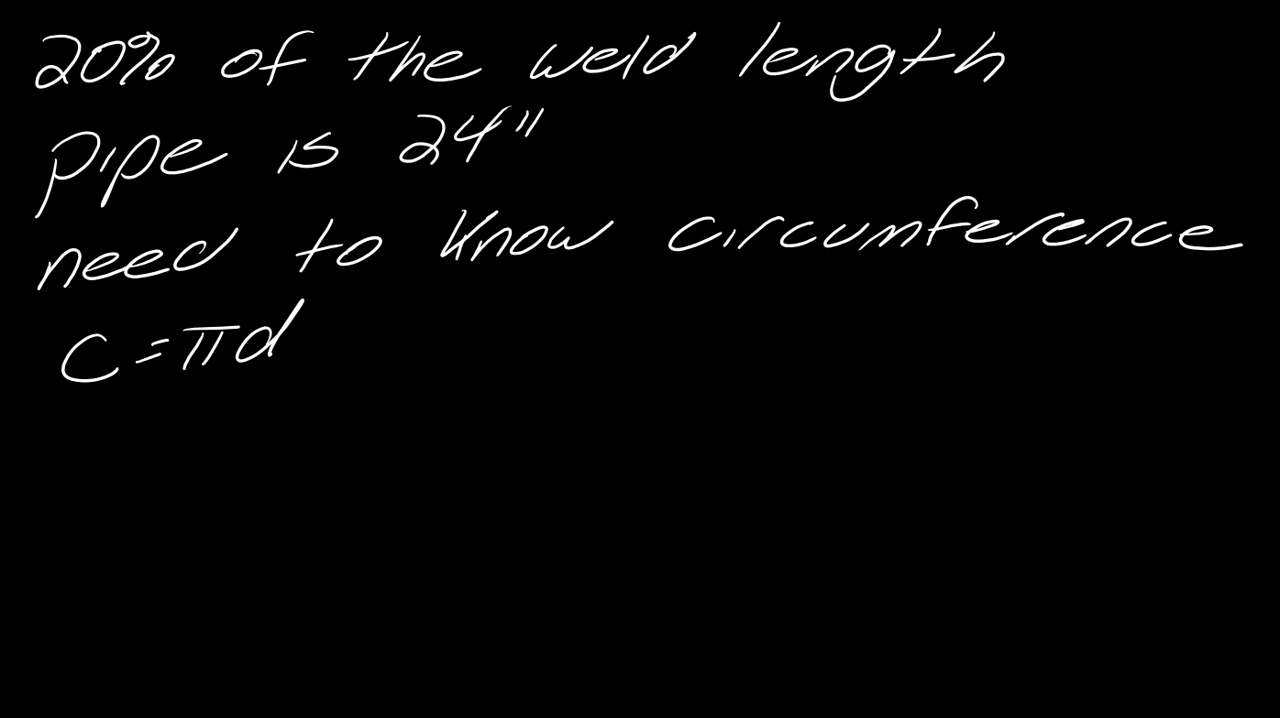 20% of the weld length
pipe is 24"
need to know circumference
C=πd